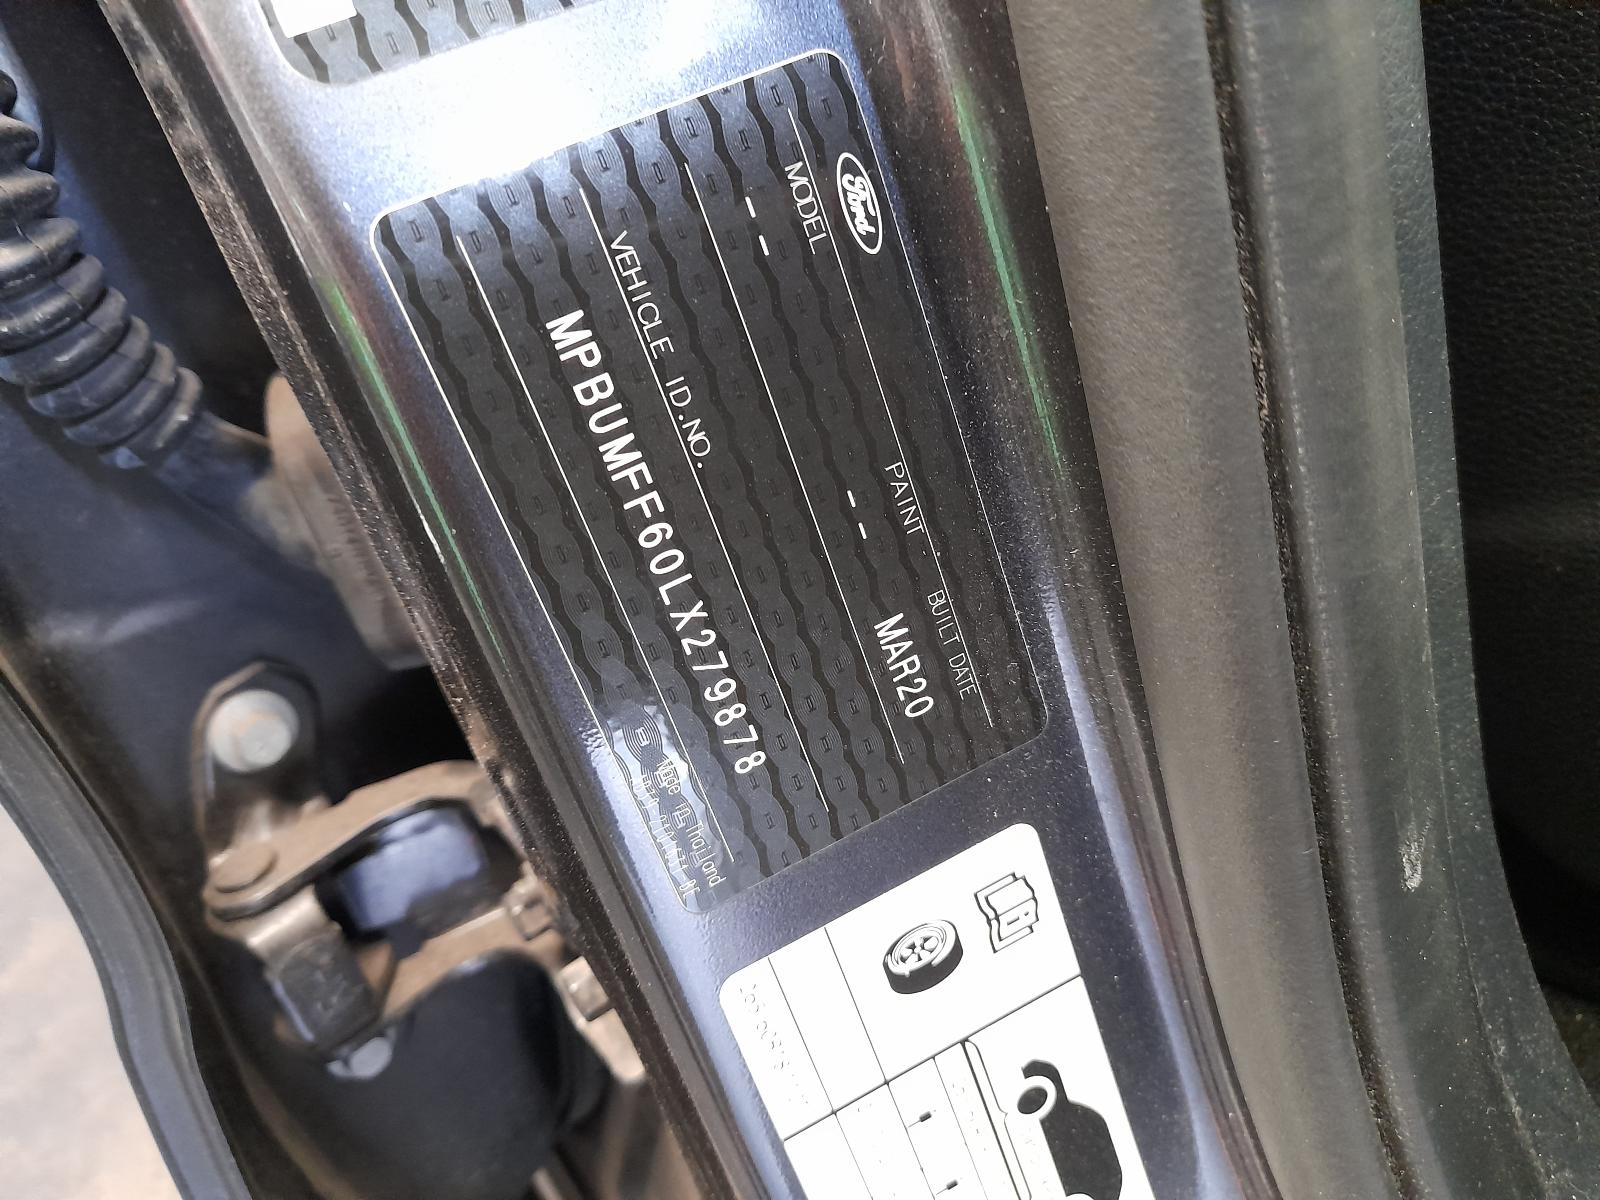 Ford
MODEL
PAINT - BUILT DATE
-- -- MAR20
VEHICLE ID.NO.
MPBUMFF60LX279878
Made In Thailand